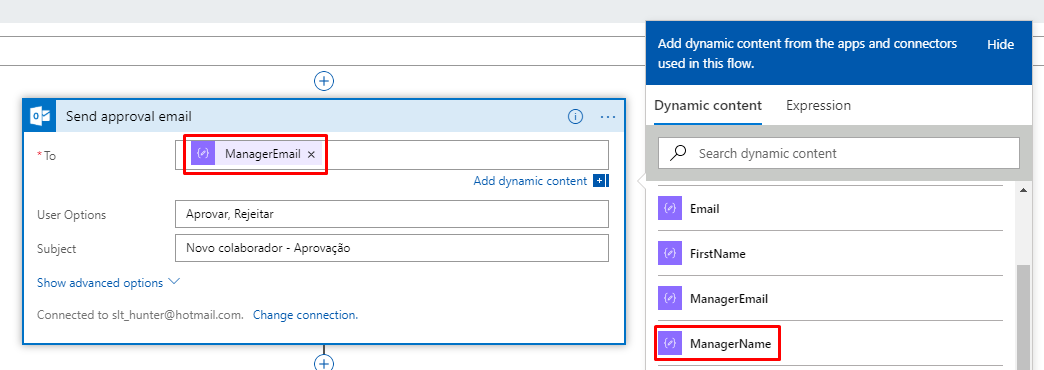 Send approval email
* To
ManagerEmail ×
Add dynamic content
User Options
Aprovar, Rejeitar
Subject
Novo colaborador - Aprovação
Show advanced options
Connected to slt_hunter@hotmail.com. Change connection.
Add dynamic content from the apps and connectors
used in this flow.
Hide
Dynamic content
Expression
Search dynamic content
Email
FirstName
ManagerEmail
ManagerName